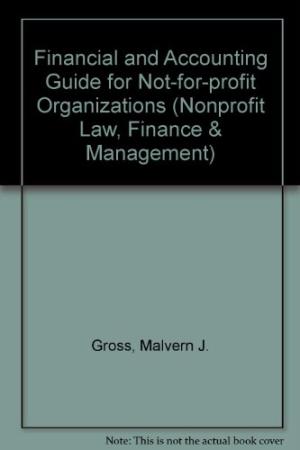 Financial and Accounting
Guide for Not-for-profit
Organizations (Nonprofit
Law, Finance &
Management)
Gross, Malvern J.
Note: This is not the actual book cover